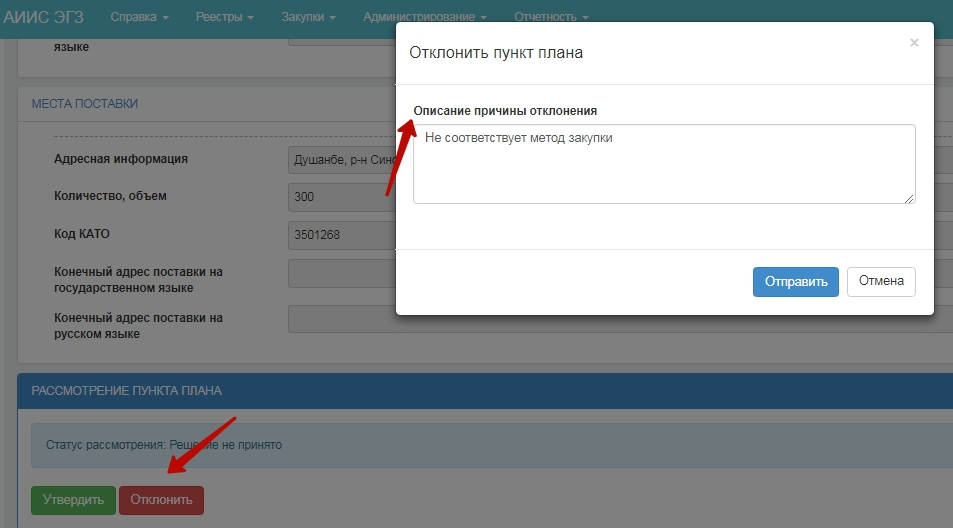 АИИС ЭГЗ Справка Реестры Закупки Администрирование Отчетность
языке
МЕСТА ПОСТАВКИ
Адресная информация Душанбе, р-н
Количество, объем 300
Код КАТО 3501268
Конечный адрес поставки на
государственном языке
Конечный адрес поставки на
русском языке
РАССМОТРЕНИЕ ПУНКТА ПЛАНА
Статус рассмотрения: Решение не принято
Утвердить Отклонить
Отклонить пункт плана ×
Описание причины отклонения
Не соответствует метод закупки
Отправить Отмена